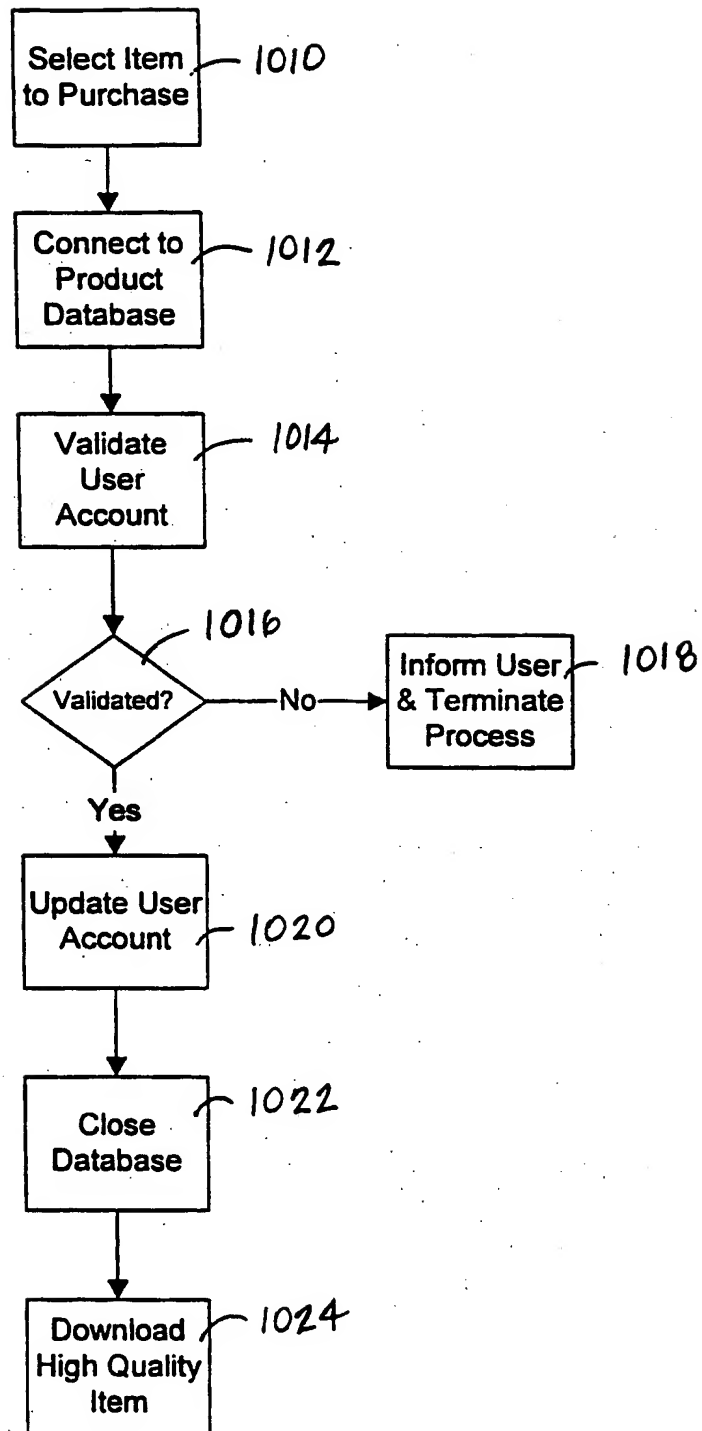 Select Item
to Purchase
1010
Connect to
Product
Database
1012
Validate
User
Account
1014
Validated?
1016
No
Inform User
& Terminate
Process
1018
Yes
Update User
Account
1020
Close
Database
1022
Download
High Quality
Item
1024